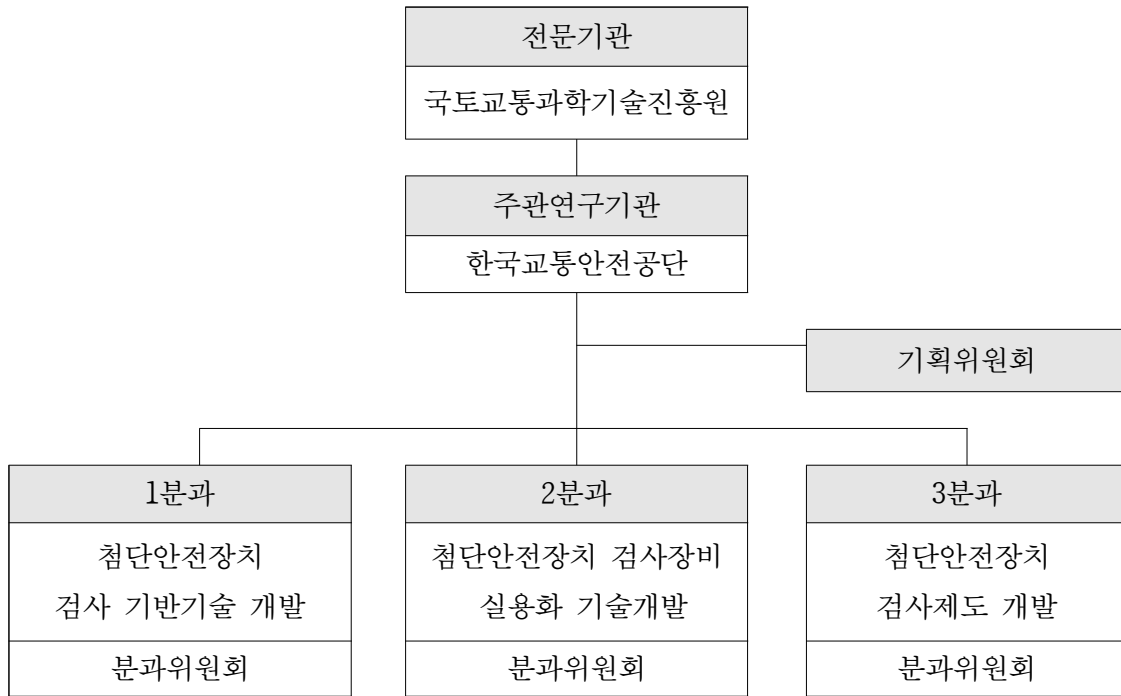 전문기관
국토교통과학기술진흥원
주관연구기관
한국교통안전공단
기획위원회
1분과
첨단안전장치
검사 기반기술 개발
분과위원회
2분과
첨단안전장치 검사장비
실용화 기술개발
분과위원회
3분과
첨단안전장치
검사제도 개발
분과위원회